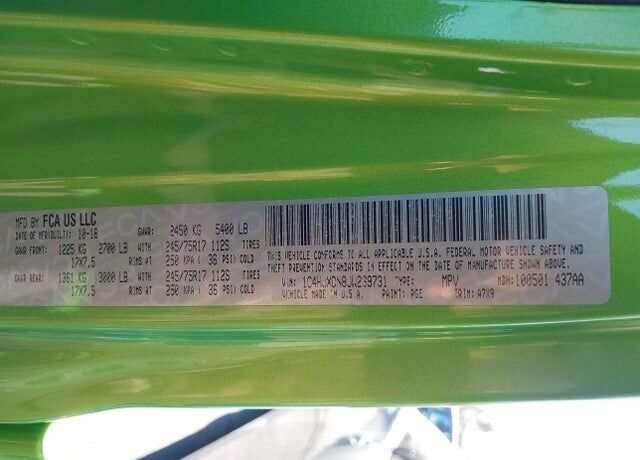 MFD BY FCA US LLC
DATE OF MFR(BUILT): 10-18 GVWR: 2450 KG 5400 LB
GAWR FRONT: 1225 KG 2700 LB WITH 245/75R17 112S TIRES
17X7.5 RIMS AT 250 KPA ( 36 PSI) COLD
GAWR REAR: 1361 KG 3000 LB WITH 245/75R17 112S TIRES
17X7.5 RIMS AT 250 KPA ( 36 PSI) COLD
THIS VEHICLE CONFORMS TO ALL APPLICABLE U.S.A. FEDERAL MOTOR VEHICLE SAFETY AND
THEFT PREVENTION STANDARDS IN EFFECT ON THE DATE OF MANUFACTURE SHOWN ABOVE.
VIN: TYPE: MPV MDH: 100501 437AA
VEHICLE MADE IN U.S.A. PAINT: PGE TRIM: A7X9